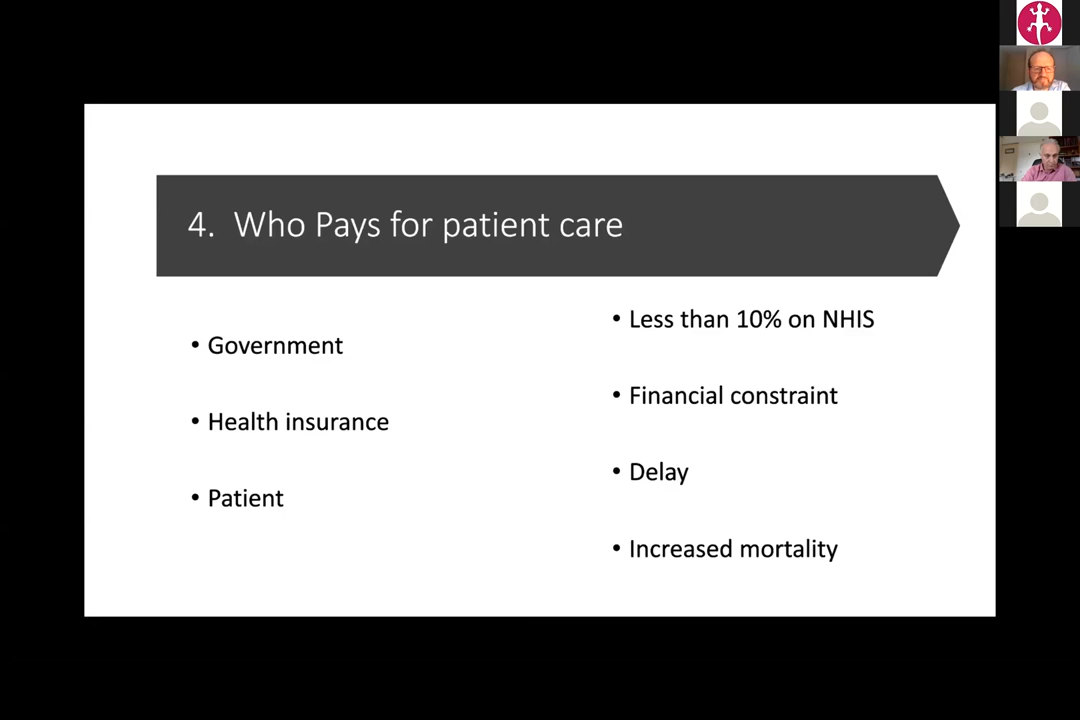 4. Who Pays for patient care
• Government
• Health insurance
• Patient
• Less than 10% on NHIS
• Financial constraint
• Delay
• Increased mortality